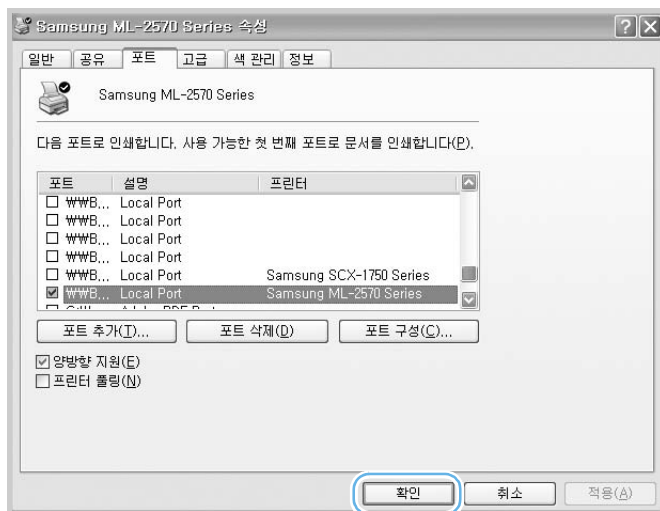 Samsung ML-2570 Series 속성
일반 공유 포트 고급 색 관리 정보
Samsung ML-2570 Series
다음 포트로 인쇄합니다. 사용 가능한 첫 번째 포트로 문서를 인쇄합니다(P).
포트 설명 프린터
₩₩B... Local Port
₩₩B... Local Port
₩₩B... Local Port
₩₩B... Local Port
₩₩B... Local Port Samsung SCX-1750 Series
₩₩B... Local Port Samsung ML-2570 Series
포트 추가(T)... 포트 삭제(D) 포트 구성(C)...
양방향 지원(E)
프린터 풀링(N)
확인 취소 적용(A)